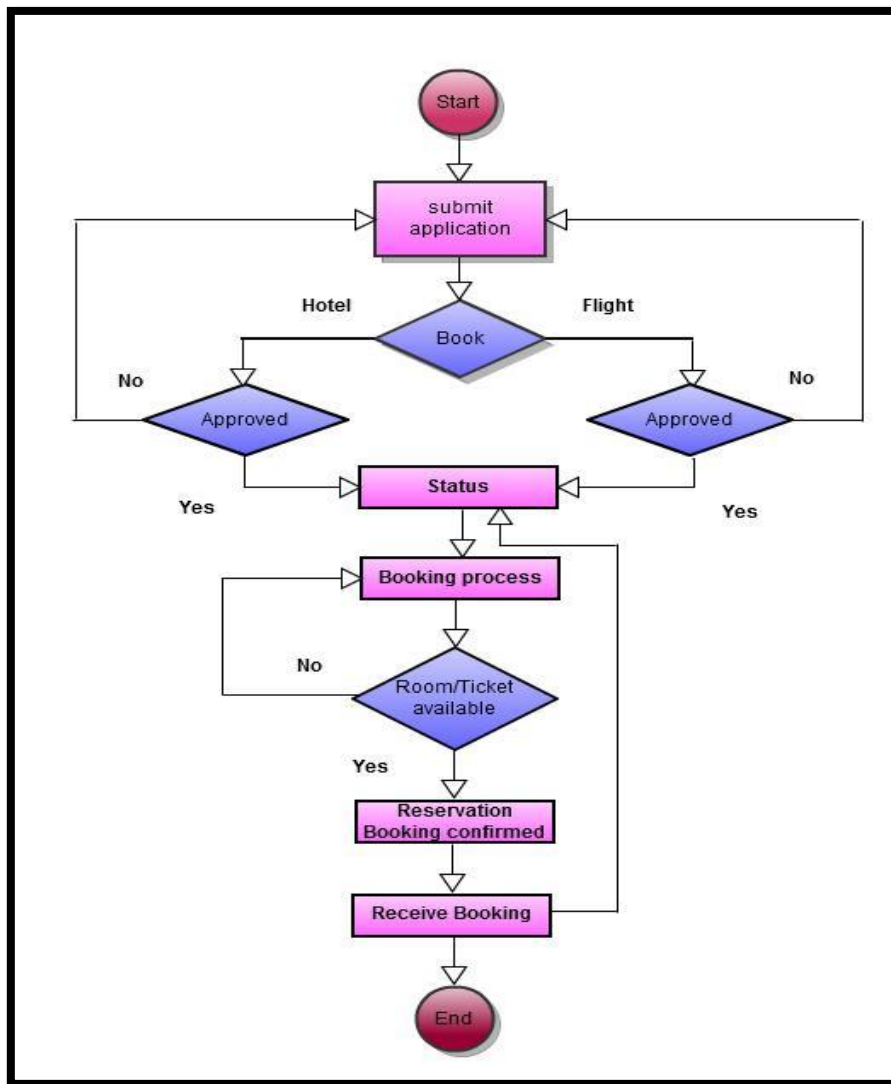 Start
submit
application
Hotel
Flight
Book
No
No
Approved
Approved
Status
Yes
Yes
Booking process
No
Room/Ticket
available
Yes
Reservation
Booking confirmed
Receive Booking
End